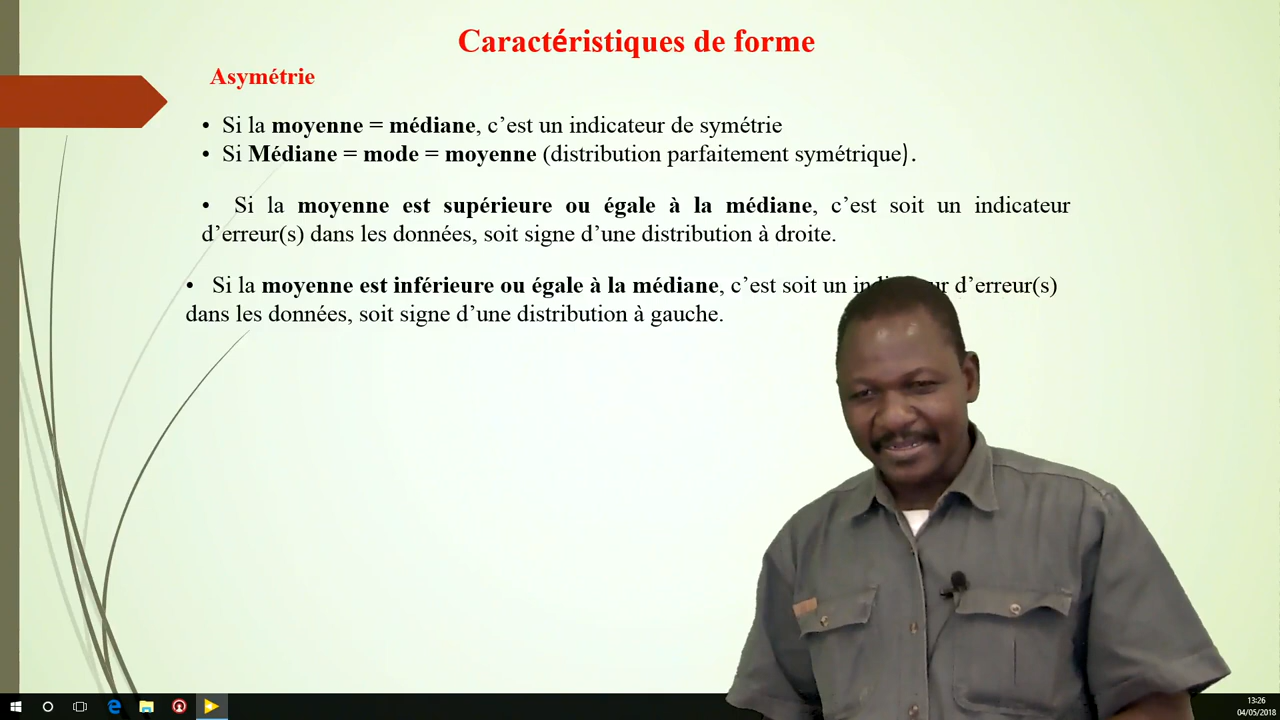 Caractéristiques de forme
Asymétrie
• Si la moyenne = médiane, c’est un indicateur de symétrie
• Si Médiane = mode = moyenne (distribution parfaitement symétrique).
• Si la moyenne est supérieure ou égale à la médiane, c’est soit un indicateur
d’erreur(s) dans les données, soit signe d’une distribution à droite.
• Si la moyenne est inférieure ou égale à la médiane, c’est soit un d’erreur(s)
dans les données, soit signe d’une distribution à gauche.
13:26
04/05/2018